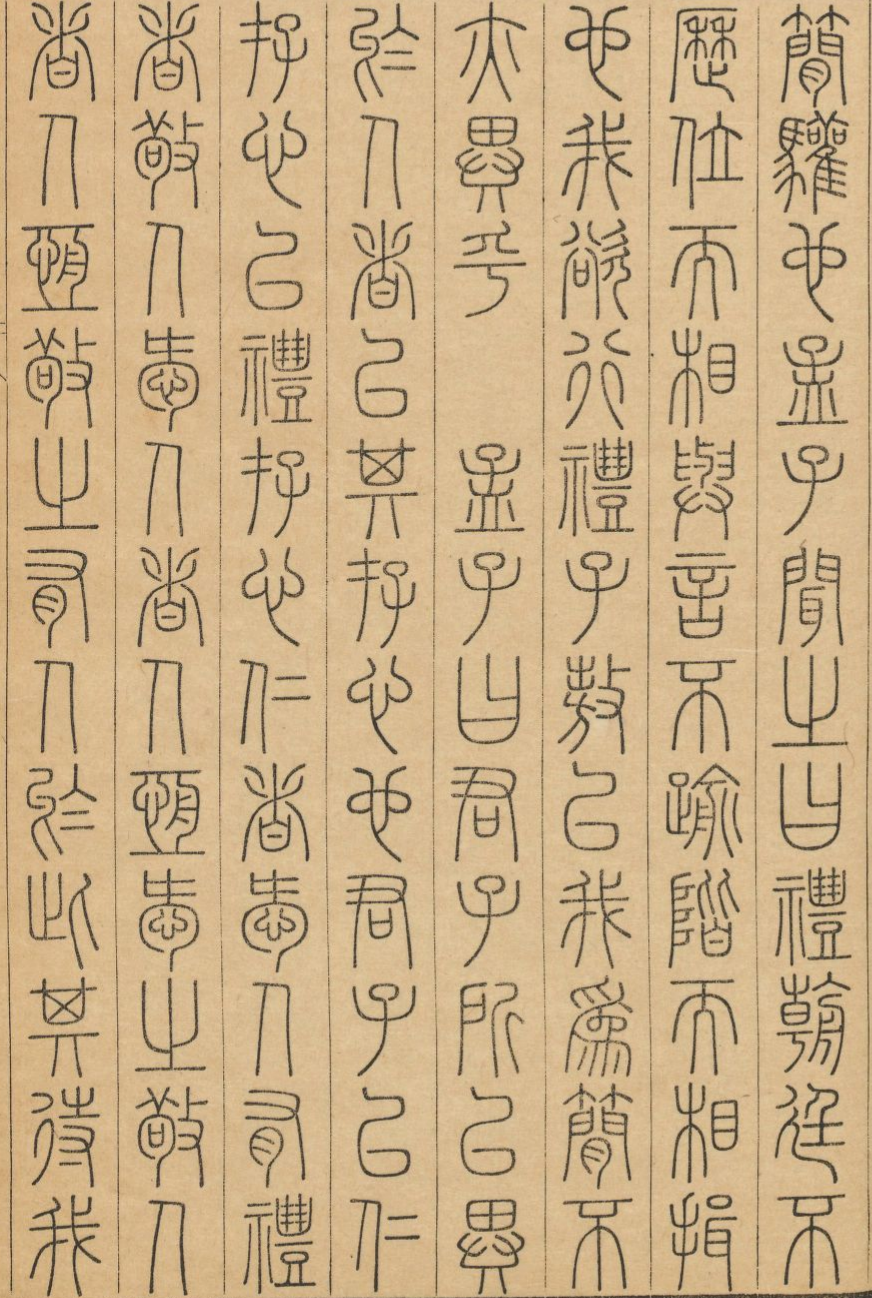 簡驩也孟子聞之曰禮朝廷不
歷位而相與言不踰階而相揖
也我欲行禮子敖以我為簡不
亦異乎　孟子曰君子所以異
於人者以其存心也君子以仁
存心以禮存心仁者愛人有禮
者敬人愛人者人恆愛之敬人
者人恆敬之有人於此其待我